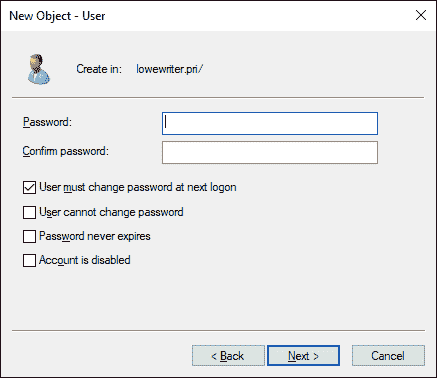 New Object - User
Create in: lowewriter.pri/
Password:
Confirm password:
User must change password at next logon
User cannot change password
Password never expires
Account is disabled
< Back Next > Cancel